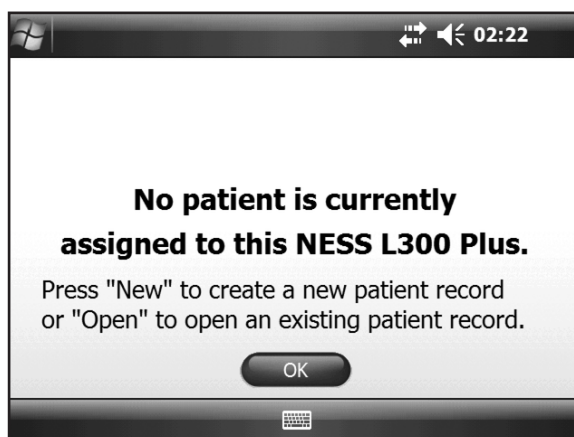 02:22
No patient is currently
assigned to this NESS L300 Plus.
Press "New" to create a new patient record
or "Open" to open an existing patient record.
OK